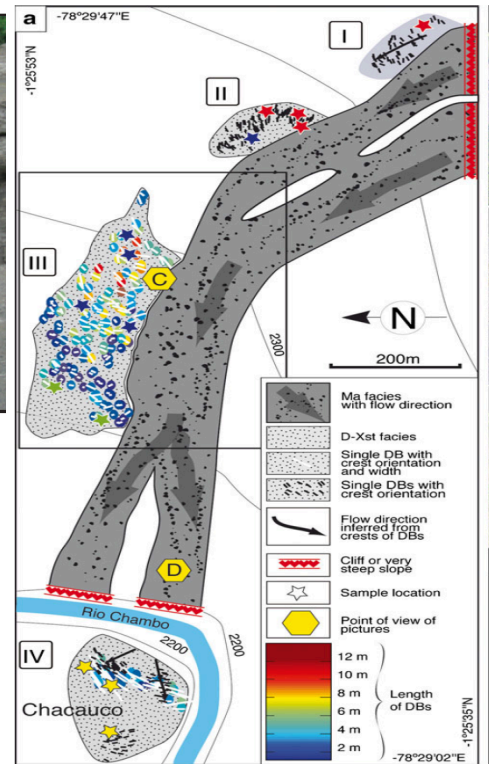 a
-78°29'47"E
-1°25'53"N
I
II
III
C
N
200m
2300
D
Rio Chambo
2200
2200
IV
Chacauco
Ma facies
with flow direction
D-Xst facies
Single DB with
crest orientation
and width
Single DBs with
crest orientation
Flow direction
inferred from
crests of DBs
Cliff or very
steep slope
Sample location
Point of view of
pictures
12 m
10 m
8 m
6 m
4 m
2 m
Length
of DBs
-1°25'35"N
-78°29'02"E